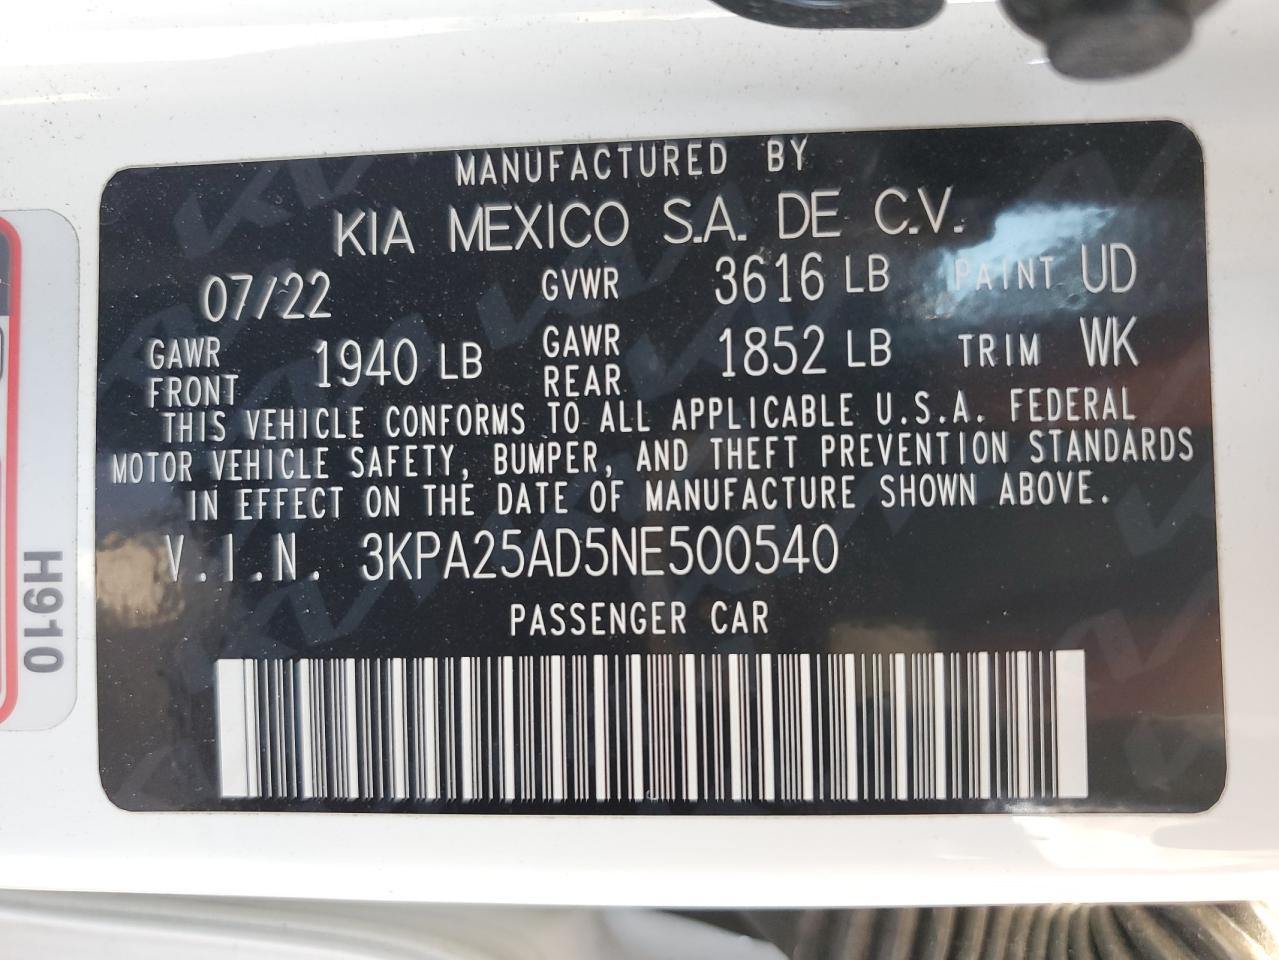 MANUFACTURED BY
KIA MEXICO S.A. DE C.V.
07/22 GVWR 3616 LB PAINT UD
GAWR FRONT 1940 LB GAWR REAR 1852 LB TRIM WK
THIS VEHICLE CONFORMS TO ALL APPLICABLE U.S.A. FEDERAL
MOTOR VEHICLE SAFETY, BUMPER, AND THEFT PREVENTION STANDARDS
IN EFFECT ON THE DATE OF MANUFACTURE SHOWN ABOVE.
V.I.N. 3KPA25AD5NE500540
PASSENGER CAR
H910